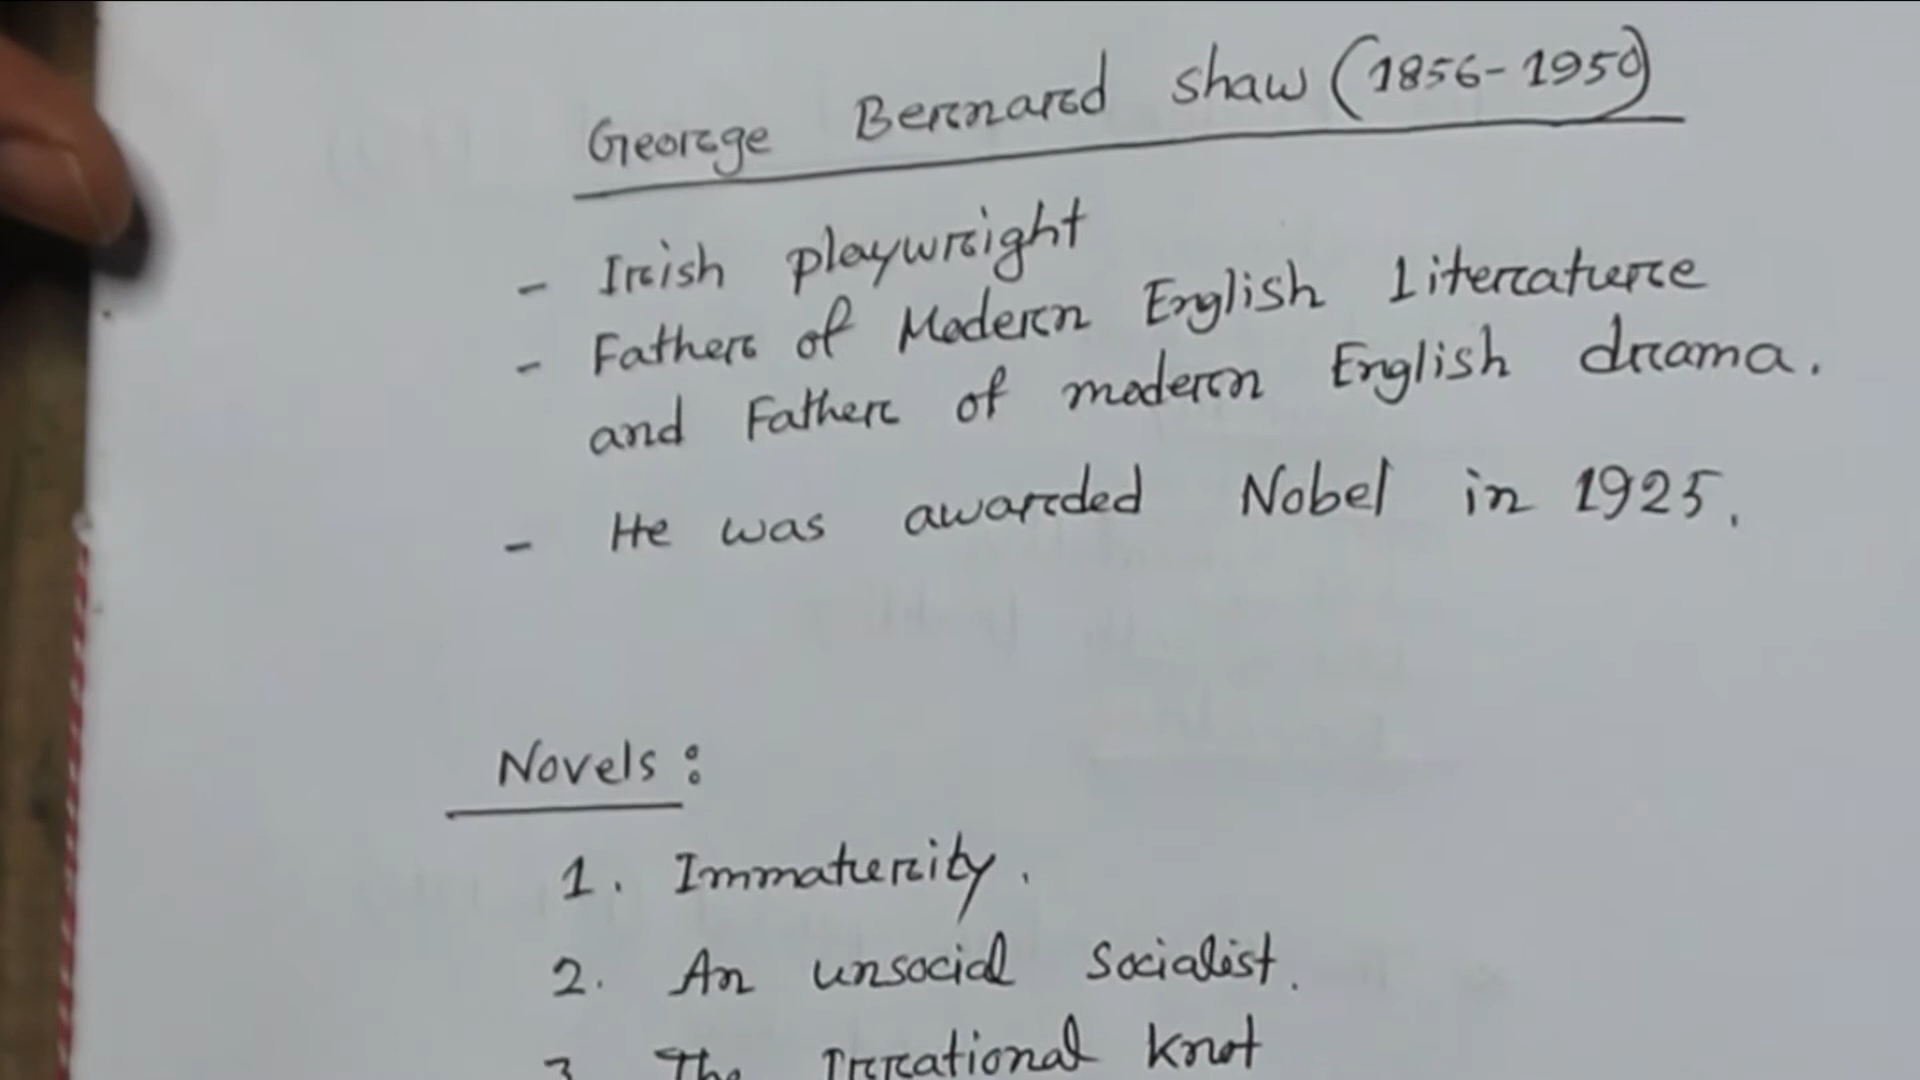 George Bernard shaw (1856-1950)
- Irish playwright
- Father of Modern English Literature
and Father of modern English drama.
- He was awarded Nobel in 1925.
Novels :
1. Immaturity.
2. An unsocial Socialist.
3. The Irrational knot